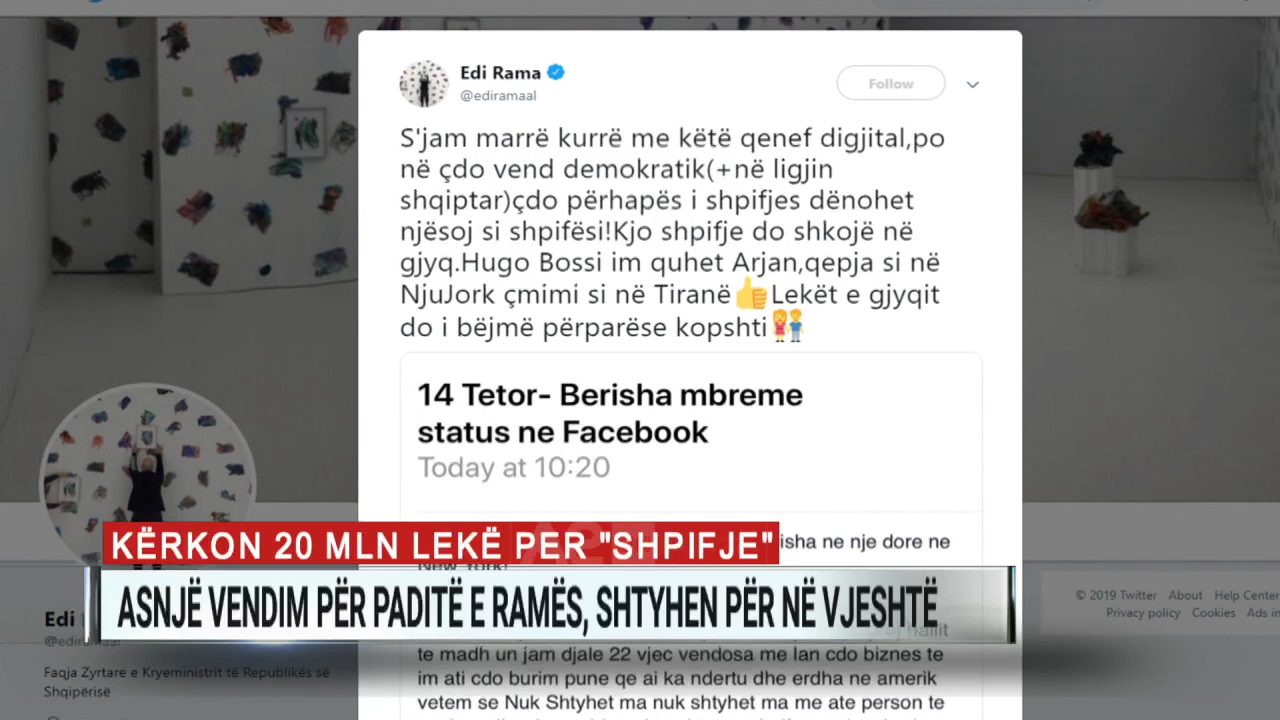 Edi Rama
@ediramaal
Follow
S'jam marrë kurrë me këtë qenef digjital,po
në çdo vend demokratik(+në ligjin
shqiptar)çdo përhapës i shpifjes dënohet
njësoj si shpifësi!Kjo shpifje do shkojë në
gjyq.Hugo Bossi im quhet Arjan,qepja si në
NjuJork çmimi si në Tiranë👍Lekët e gjyqit
do i bëjmë përparëse kopshti👫
14 Tetor- Berisha mbreme
status ne Facebook
Today at 10:20
isha ne nje dore ne
New York!
KËRKON 20 MLN LEKË PER "SHPIFJE"
ASNJË VENDIM PËR PADITË E RAMËS, SHTYHEN PËR NË VJESHTË
te madh un jam djale 22 vjec vendosa me lan cdo biznes te
im ati cdo burim pune qe ai ka ndertu dhe erdha ne amerik
vetem se Nuk Shtyhet ma nuk shtyhet ma me ate person te
Edi
Faqja Zyrtare e Kryeministrit të Republikës së
Shqipërisë
© 2019 Twitter About Help Center
Privacy policy Cookies Ads in